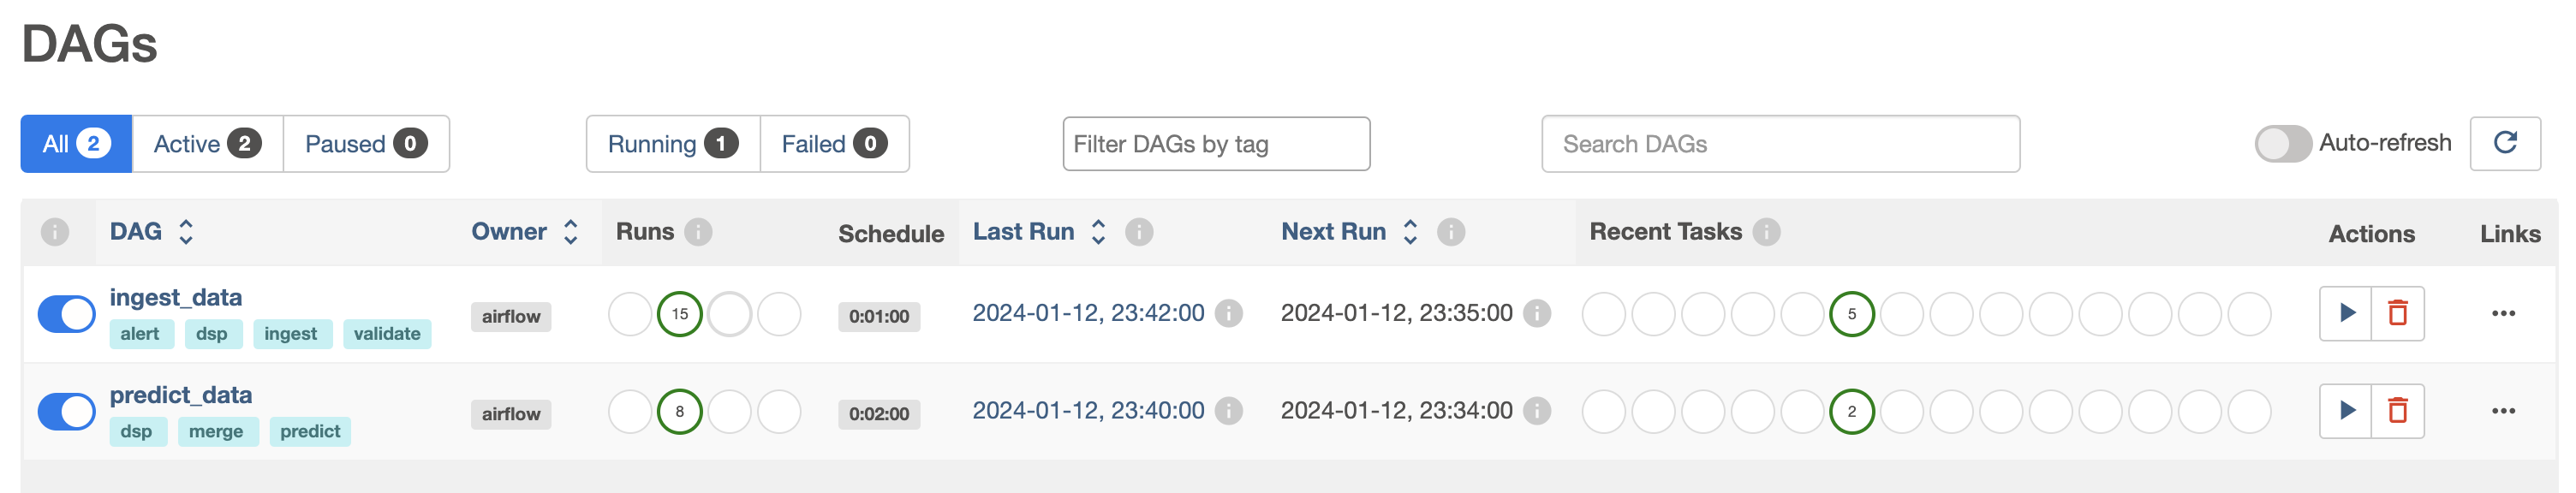 DAGs
All 2 Active 2 Paused 0 Running 1 Failed 0 Filter DAGs by tag Search DAGs Auto-refresh
DAG Owner Runs Schedule Last Run Next Run Recent Tasks Actions Links
ingest_data
airflow 15 0:01:00 2024-01-12, 23:42:00 2024-01-12, 23:35:00 5
alert dsp ingest validate
predict_data
airflow 8 0:02:00 2024-01-12, 23:40:00 2024-01-12, 23:34:00 2
dsp merge predict